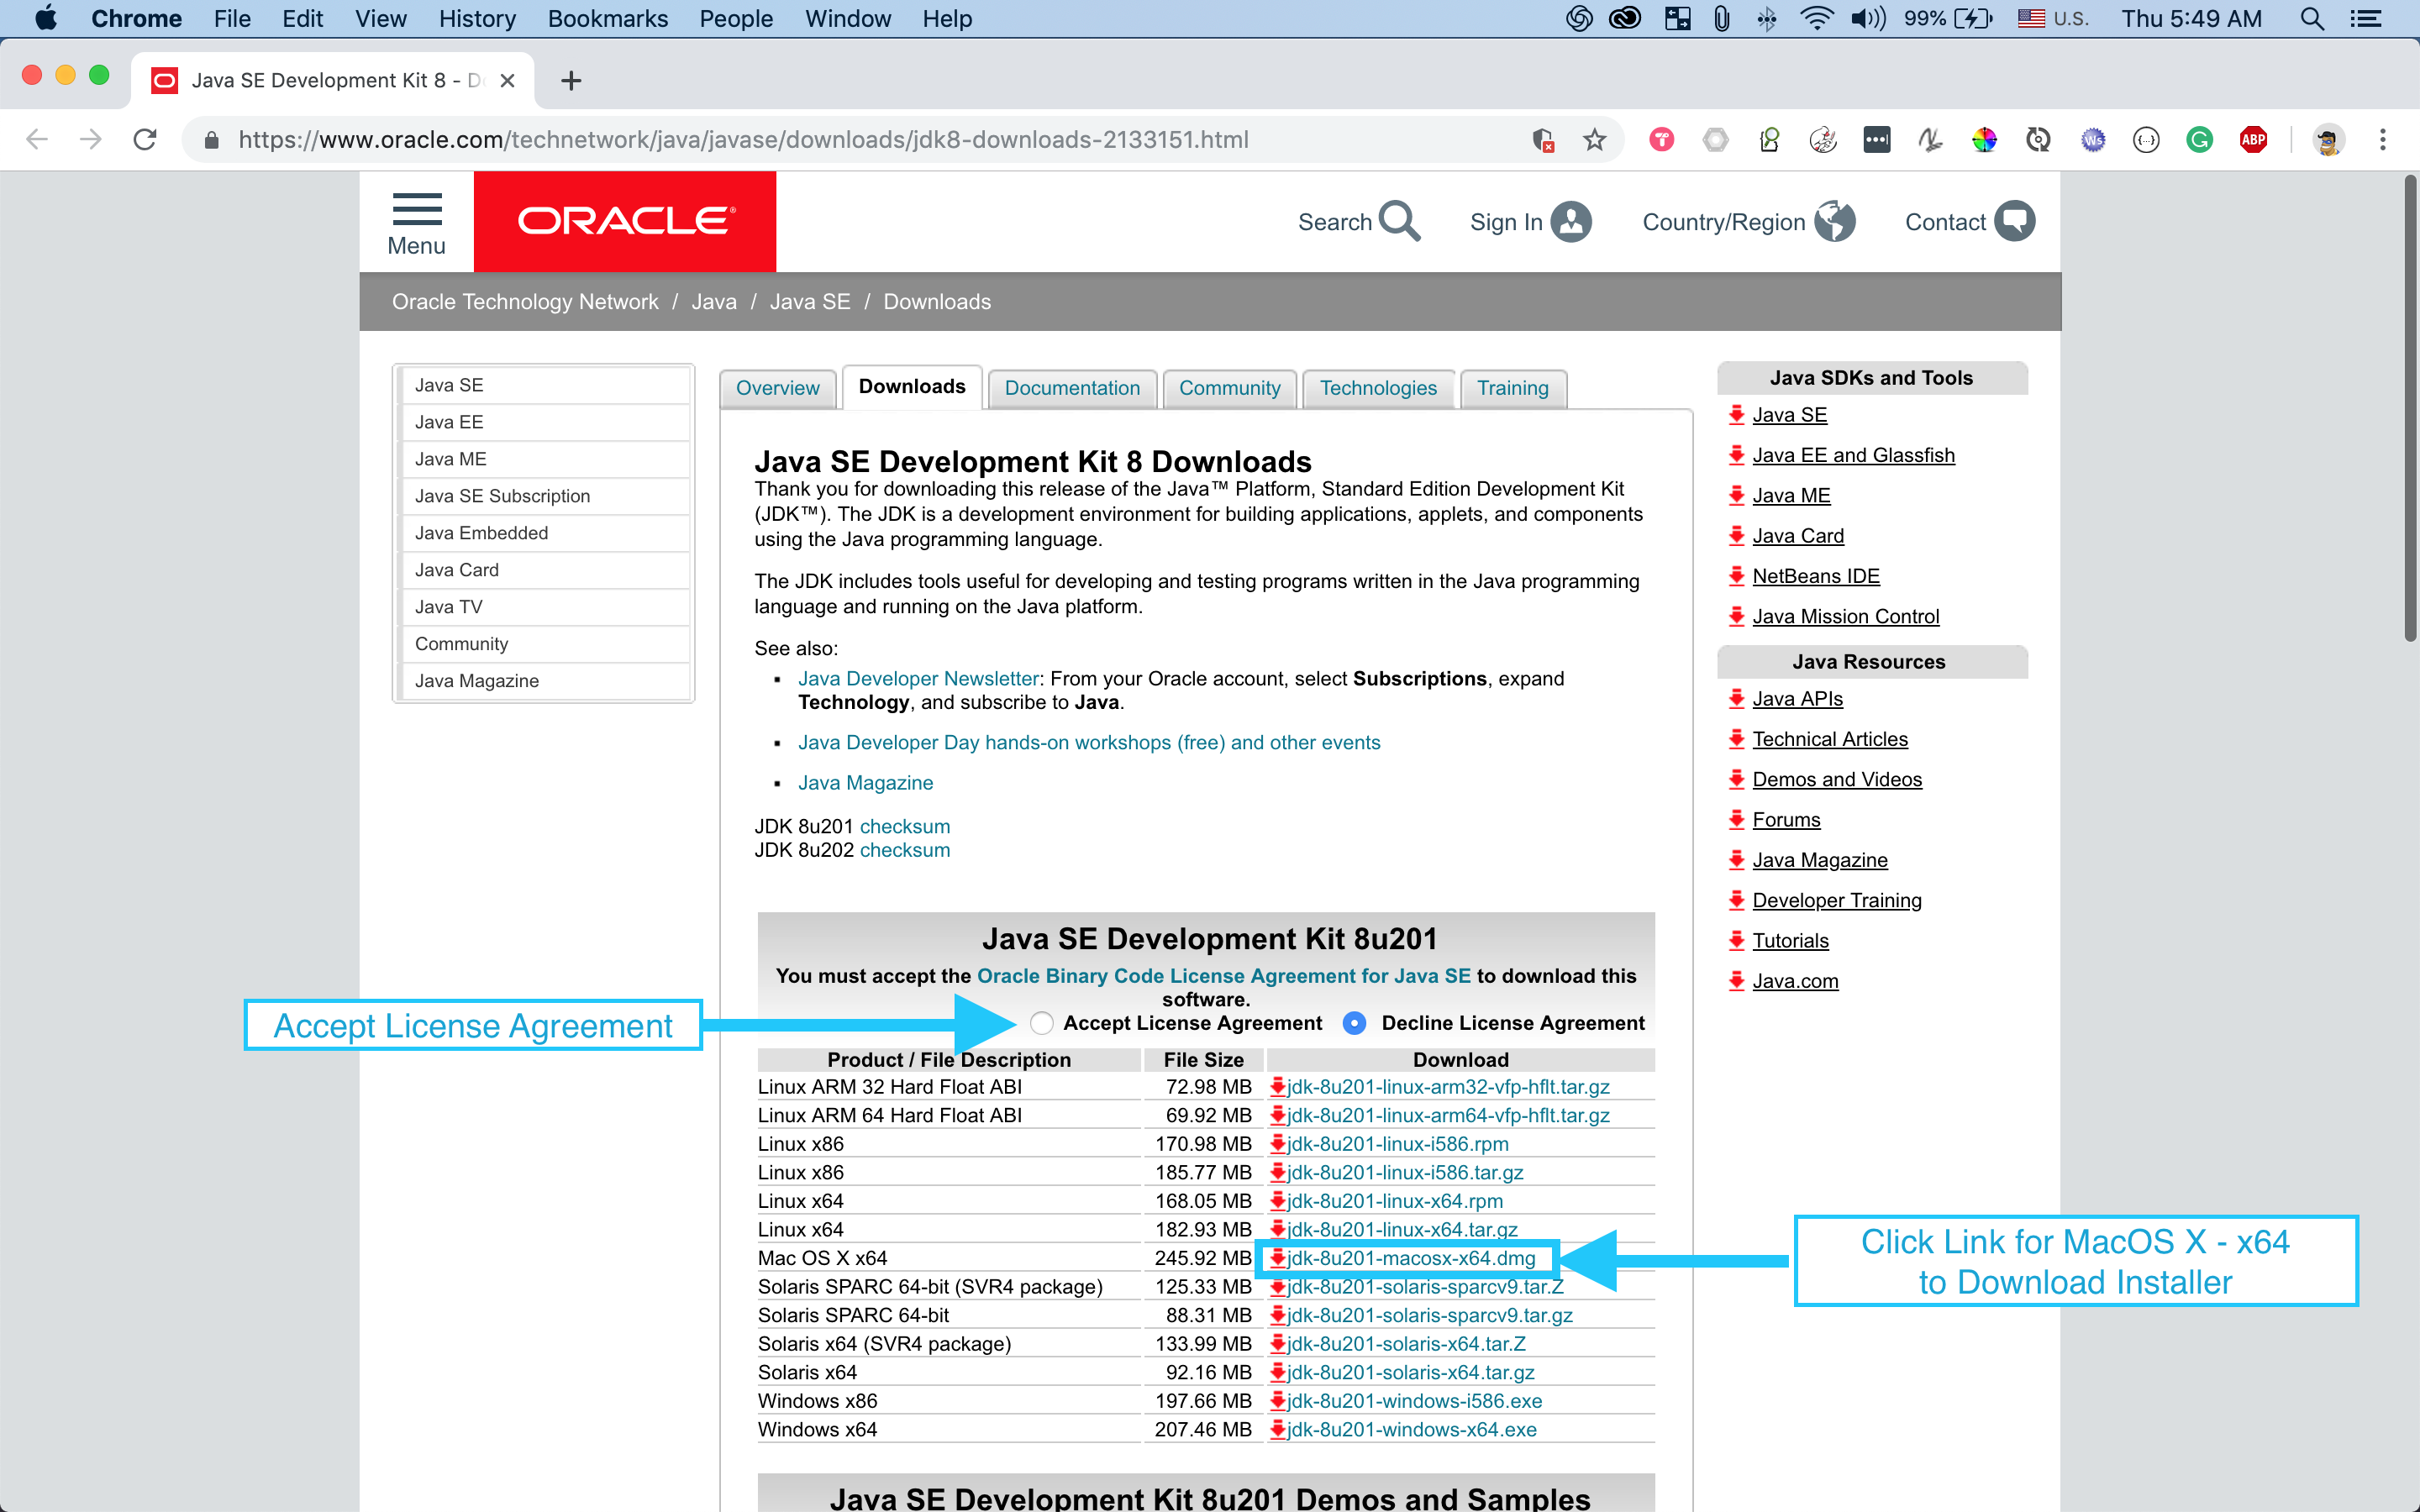 Chrome File Edit View History Bookmarks People Window Help 99% U.S. Thu 5:49 AM
Java SE Development Kit 8 - D
https://www.oracle.com/technetwork/java/javase/downloads/jdk8-downloads-2133151.html
Menu
ORACLE
Search
Sign In
Country/Region
Contact
Oracle Technology Network / Java / Java SE / Downloads
Java SE
Java EE
Java ME
Java SE Subscription
Java Embedded
Java Card
Java TV
Community
Java Magazine
Overview Downloads Documentation Community Technologies Training
Java SE Development Kit 8 Downloads
Thank you for downloading this release of the Java™ Platform, Standard Edition Development Kit
(JDK™). The JDK is a development environment for building applications, applets, and components
using the Java programming language.
The JDK includes tools useful for developing and testing programs written in the Java programming
language and running on the Java platform.
See also:
Java Developer Newsletter: From your Oracle account, select Subscriptions, expand
Technology, and subscribe to Java.
Java Developer Day hands-on workshops (free) and other events
Java Magazine
JDK 8u201 checksum
JDK 8u202 checksum
Java SE Development Kit 8u201
You must accept the Oracle Binary Code License Agreement for Java SE to download this
software.
Accept License Agreement
Accept License Agreement Decline License Agreement
Product / File Description File Size Download
Linux ARM 32 Hard Float ABI 72.98 MB jdk-8u201-linux-arm32-vfp-hflt.tar.gz
Linux ARM 64 Hard Float ABI 69.92 MB jdk-8u201-linux-arm64-vfp-hflt.tar.gz
Linux x86 170.98 MB jdk-8u201-linux-i586.rpm
Linux x86 185.77 MB jdk-8u201-linux-i586.tar.gz
Linux x64 168.05 MB jdk-8u201-linux-x64.rpm
Linux x64 182.93 MB jdk-8u201-linux-x64.tar.gz
Mac OS X x64 245.92 MB jdk-8u201-macosx-x64.dmg
Solaris SPARC 64-bit (SVR4 package) 125.33 MB jdk-8u201-solaris-sparcv9.tar.Z
Solaris SPARC 64-bit 88.31 MB jdk-8u201-solaris-sparcv9.tar.gz
Solaris x64 (SVR4 package) 133.99 MB jdk-8u201-solaris-x64.tar.Z
Solaris x64 92.16 MB jdk-8u201-solaris-x64.tar.gz
Windows x86 197.66 MB jdk-8u201-windows-i586.exe
Windows x64 207.46 MB jdk-8u201-windows-x64.exe
Click Link for MacOS X - x64
to Download Installer
Java SE Development Kit 8u201 Demos and Samples
Java SDKs and Tools
Java SE
Java EE and Glassfish
Java ME
Java Card
NetBeans IDE
Java Mission Control
Java Resources
Java APIs
Technical Articles
Demos and Videos
Forums
Java Magazine
Developer Training
Tutorials
Java.com
ABP